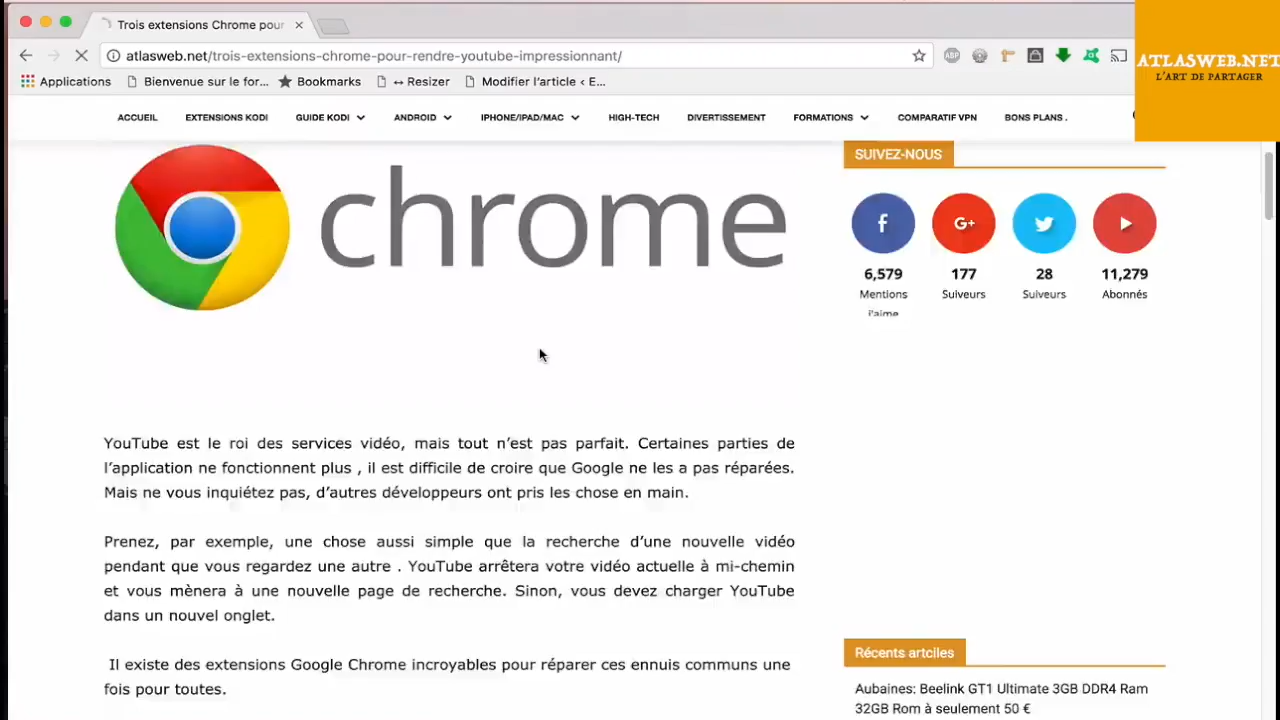 Trois extensions Chrome pour
atlasweb.net/trois-extensions-chrome-pour-rendre-youtube-impressionnant/
ABP
ATLASWEB.NET
L'ART DE PARTAGER
Applications Bienvenue sur le for... Bookmarks ↔ Resizer Modifier l'article ‹ E...
ACCUEIL EXTENSIONS KODI GUIDE KODI ANDROID IPHONE/IPAD/MAC HIGH-TECH DIVERTISSEMENT FORMATIONS COMPARATIF VPN BONS PLANS .
chrome
SUIVEZ-NOUS
f G+
6,579 177 28 11,279
Mentions Suiveurs Suiveurs Abonnés
j'aime
YouTube est le roi des services vidéo, mais tout n’est pas parfait. Certaines parties de
l’application ne fonctionnent plus , il est difficile de croire que Google ne les a pas réparées.
Mais ne vous inquiétez pas, d’autres développeurs ont pris les chose en main.
Prenez, par exemple, une chose aussi simple que la recherche d’une nouvelle vidéo
pendant que vous regardez une autre . YouTube arrêtera votre vidéo actuelle à mi-chemin
et vous mènera à une nouvelle page de recherche. Sinon, vous devez charger YouTube
dans un nouvel onglet.
Il existe des extensions Google Chrome incroyables pour réparer ces ennuis communs une
fois pour toutes.
Récents artciles
Aubaines: Beelink GT1 Ultimate 3GB DDR4 Ram
32GB Rom à seulement 50 €